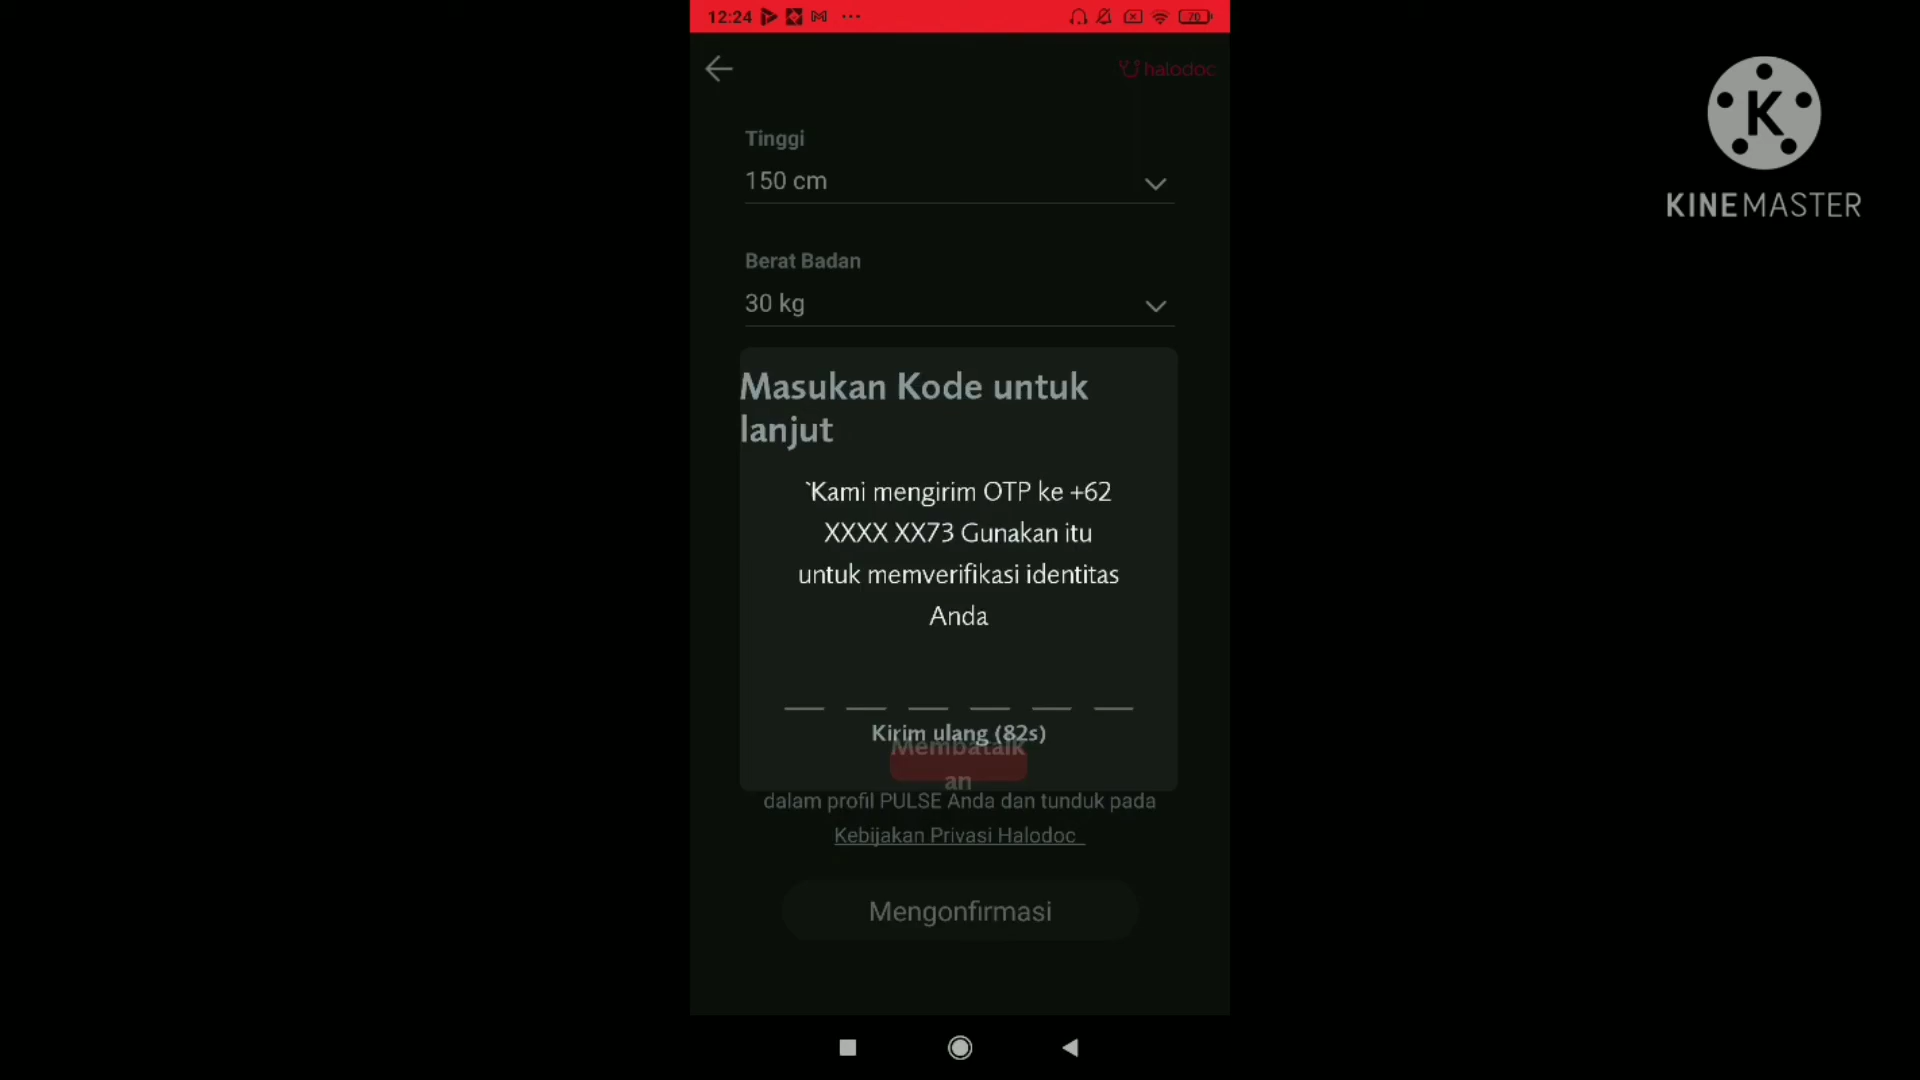 12:24
70
halodoc
Tinggi
150 cm
Berat Badan
30 kg
Masukan Kode untuk
lanjut
`Kami mengirim OTP ke +62
XXXX XX73 Gunakan itu
untuk memverifikasi identitas
Anda
Kirim ulang (82s)
Membatalk
an
dalam profil PULSE Anda dan tunduk pada
Kebijakan Privasi Halodoc
Mengonfirmasi
K
KINEMASTER